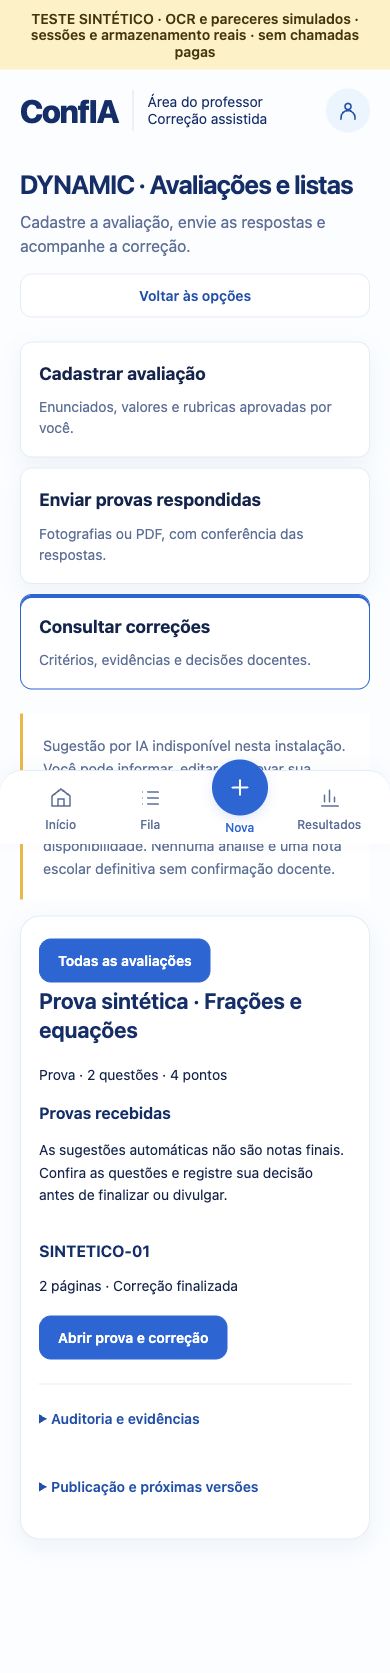 TESTE SINTÉTICO · OCR e pareceres simulados ·
sessões e armazenamento reais · sem chamadas
pagas
ConfIA
Área do professor
Correção assistida
DYNAMIC · Avaliações e listas
Cadastre a avaliação, envie as respostas e
acompanhe a correção.
Voltar às opções
Cadastrar avaliação
Enunciados, valores e rubricas aprovadas por
você.
Enviar provas respondidas
Fotografias ou PDF, com conferência das
respostas.
Consultar correções
Critérios, evidências e decisões docentes.
Sugestão por IA indisponível nesta instalação.
Você pode informar, editar sua
Início
Fila
Nova
Resultados
disponibilidade. Nenhuma análise é uma nota
escolar definitiva sem confirmação docente.
Todas as avaliações
Prova sintética · Frações e
equações
Prova · 2 questões · 4 pontos
Provas recebidas
As sugestões automáticas não são notas finais.
Confira as questões e registre sua decisão
antes de finalizar ou divulgar.
SINTETICO-01
2 páginas · Correção finalizada
Abrir prova e correção
Auditoria e evidências
Publicação e próximas versões